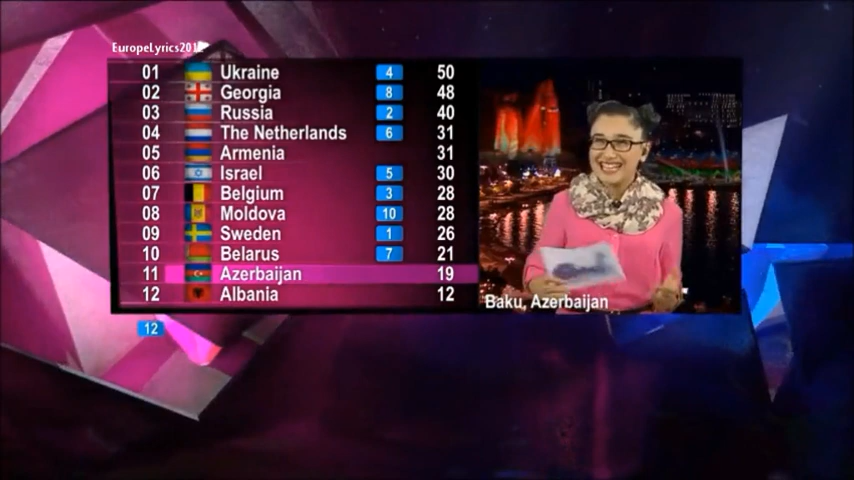 EuropeLyrics2012
01 Ukraine 4 50
02 Georgia 8 48
03 Russia 2 40
04 The Netherlands 6 31
05 Armenia 31
06 Israel 5 30
07 Belgium 3 28
08 Moldova 10 28
09 Sweden 1 26
10 Belarus 7 21
11 Azerbaijan 19
12 Albania 12
Baku, Azerbaijan
12